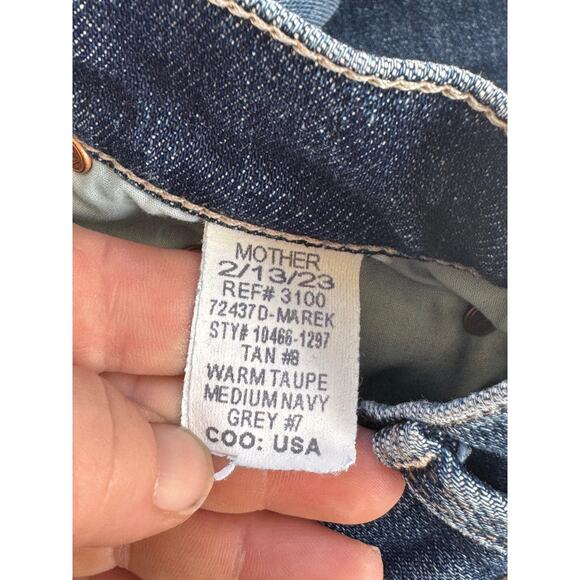 MOTHER
2/13/23
REF# 3100
72437D-MAREK
STY# 10466-1297
TAN #8
WARM TAUPE
MEDIUM NAVY
GREY #7
COO: USA